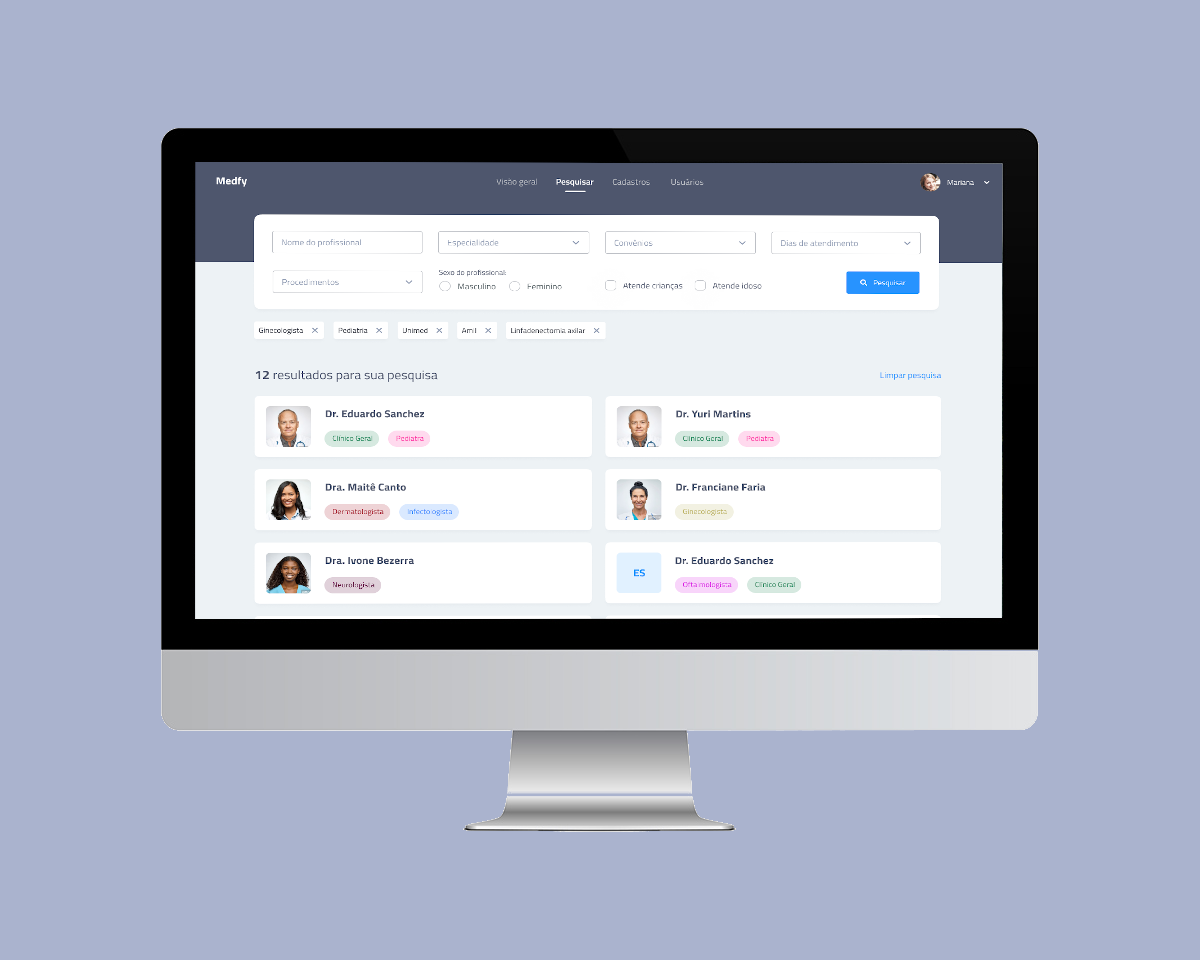 Medfy
Visão geral Pesquisar Cadastros Usuários
Mariana
Nome do profissional Especialidade Convênios Dias de atendimento
Procedimentos
Sexo do profissional:
Masculino Feminino
Atende crianças Atende idoso
Pesquisar
Ginecologista Pediatria Unimed Amil Linfadenectomia axilar
12 resultados para sua pesquisa
Limpar pesquisa
Dr. Eduardo Sanchez
Clínico Geral Pediatra
Dr. Yuri Martins
Clínico Geral Pediatra
Dra. Maitê Canto
Dermatologista Infectologista
Dr. Franciane Faria
Ginecologista
Dra. Ivone Bezerra
Neurologista
ES
Dr. Eduardo Sanchez
Oftalmologista Clínico Geral